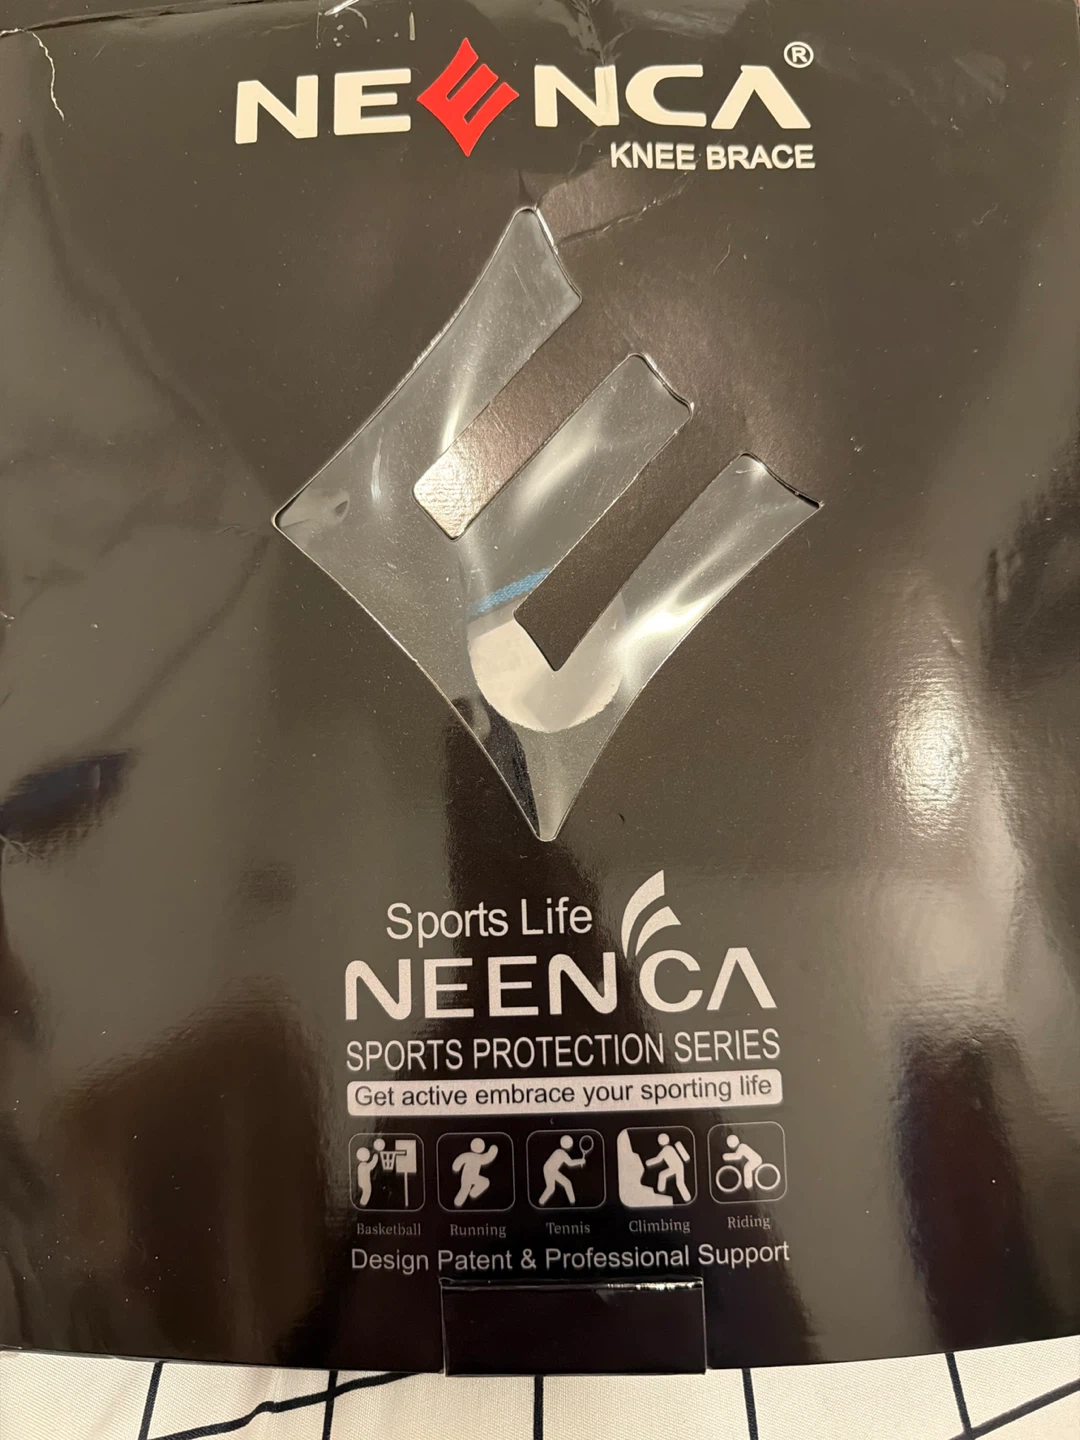 NEENCA®
KNEE BRACE
Sports Life
NEENCA
SPORTS PROTECTION SERIES
Get active embrace your sporting life
Basketball Running Tennis Climbing Riding
Design Patent & Professional Support